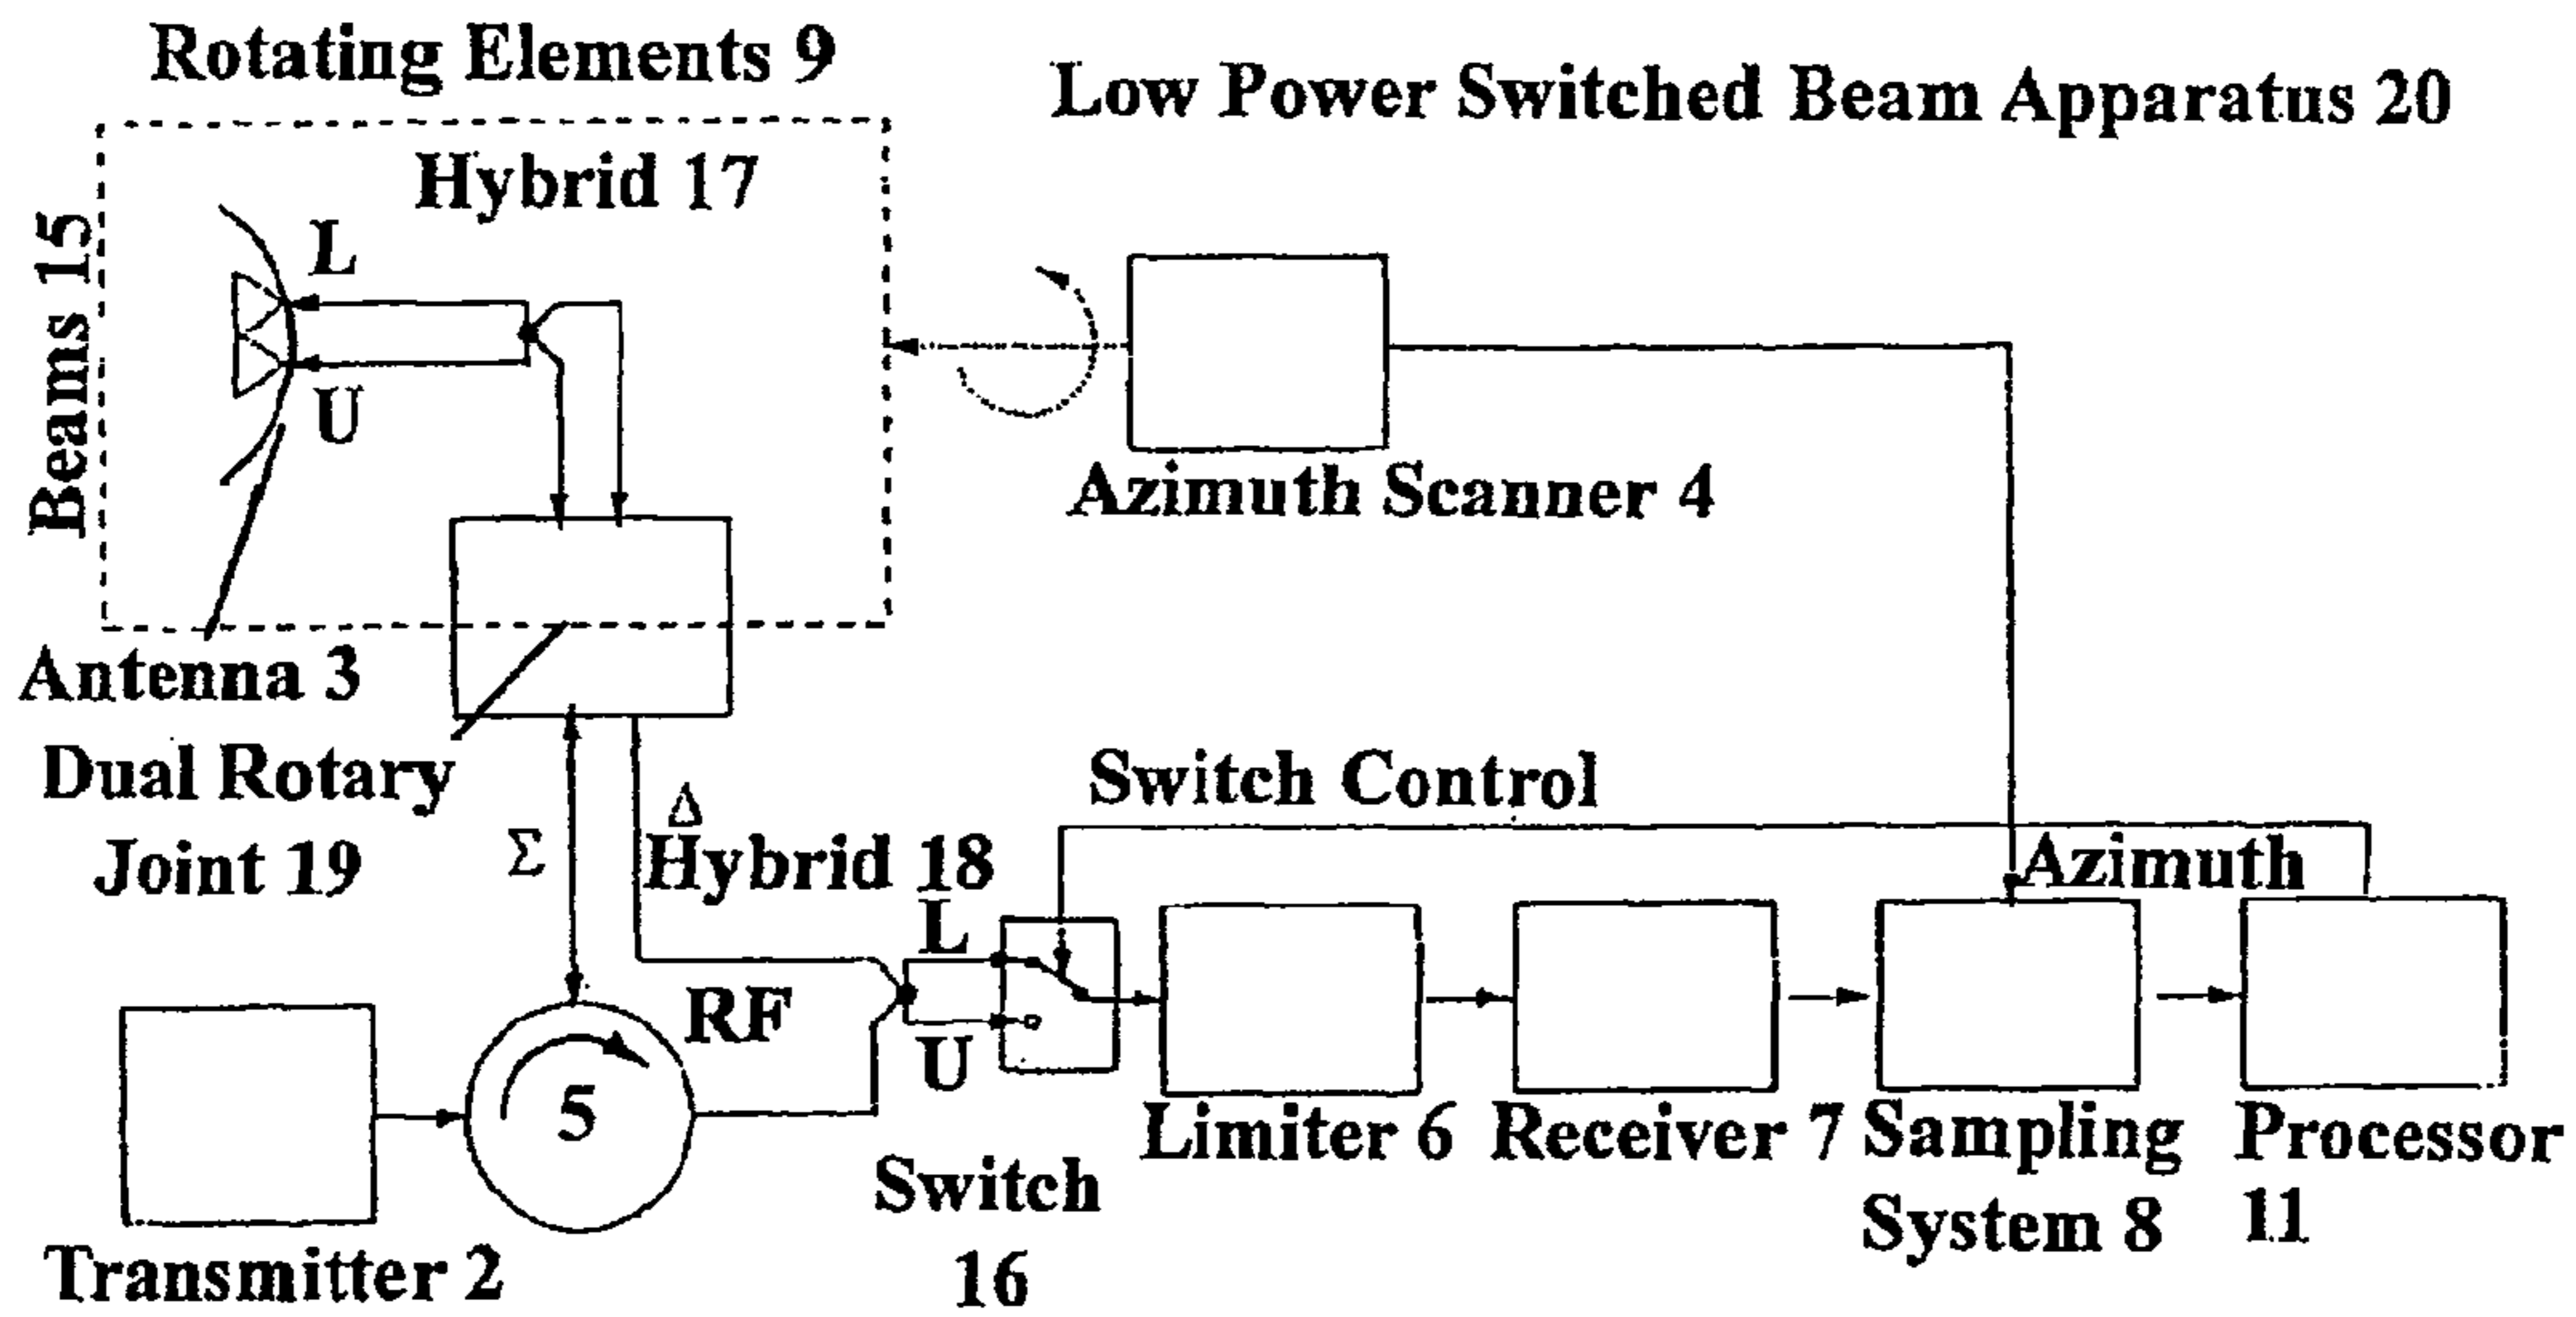 Rotating Elements 9
Low Power Switched Beam Apparatus 20
Hybrid 17
Beams 15
L
U
Azimuth Scanner 4
Antenna 3
Dual Rotary
Joint 19
Switch Control
Σ
Δ
Hybrid 18
Azimuth
L
RF
U
5
Limiter 6
Receiver 7
Sampling
System 8
Processor
11
Switch
16
Transmitter 2